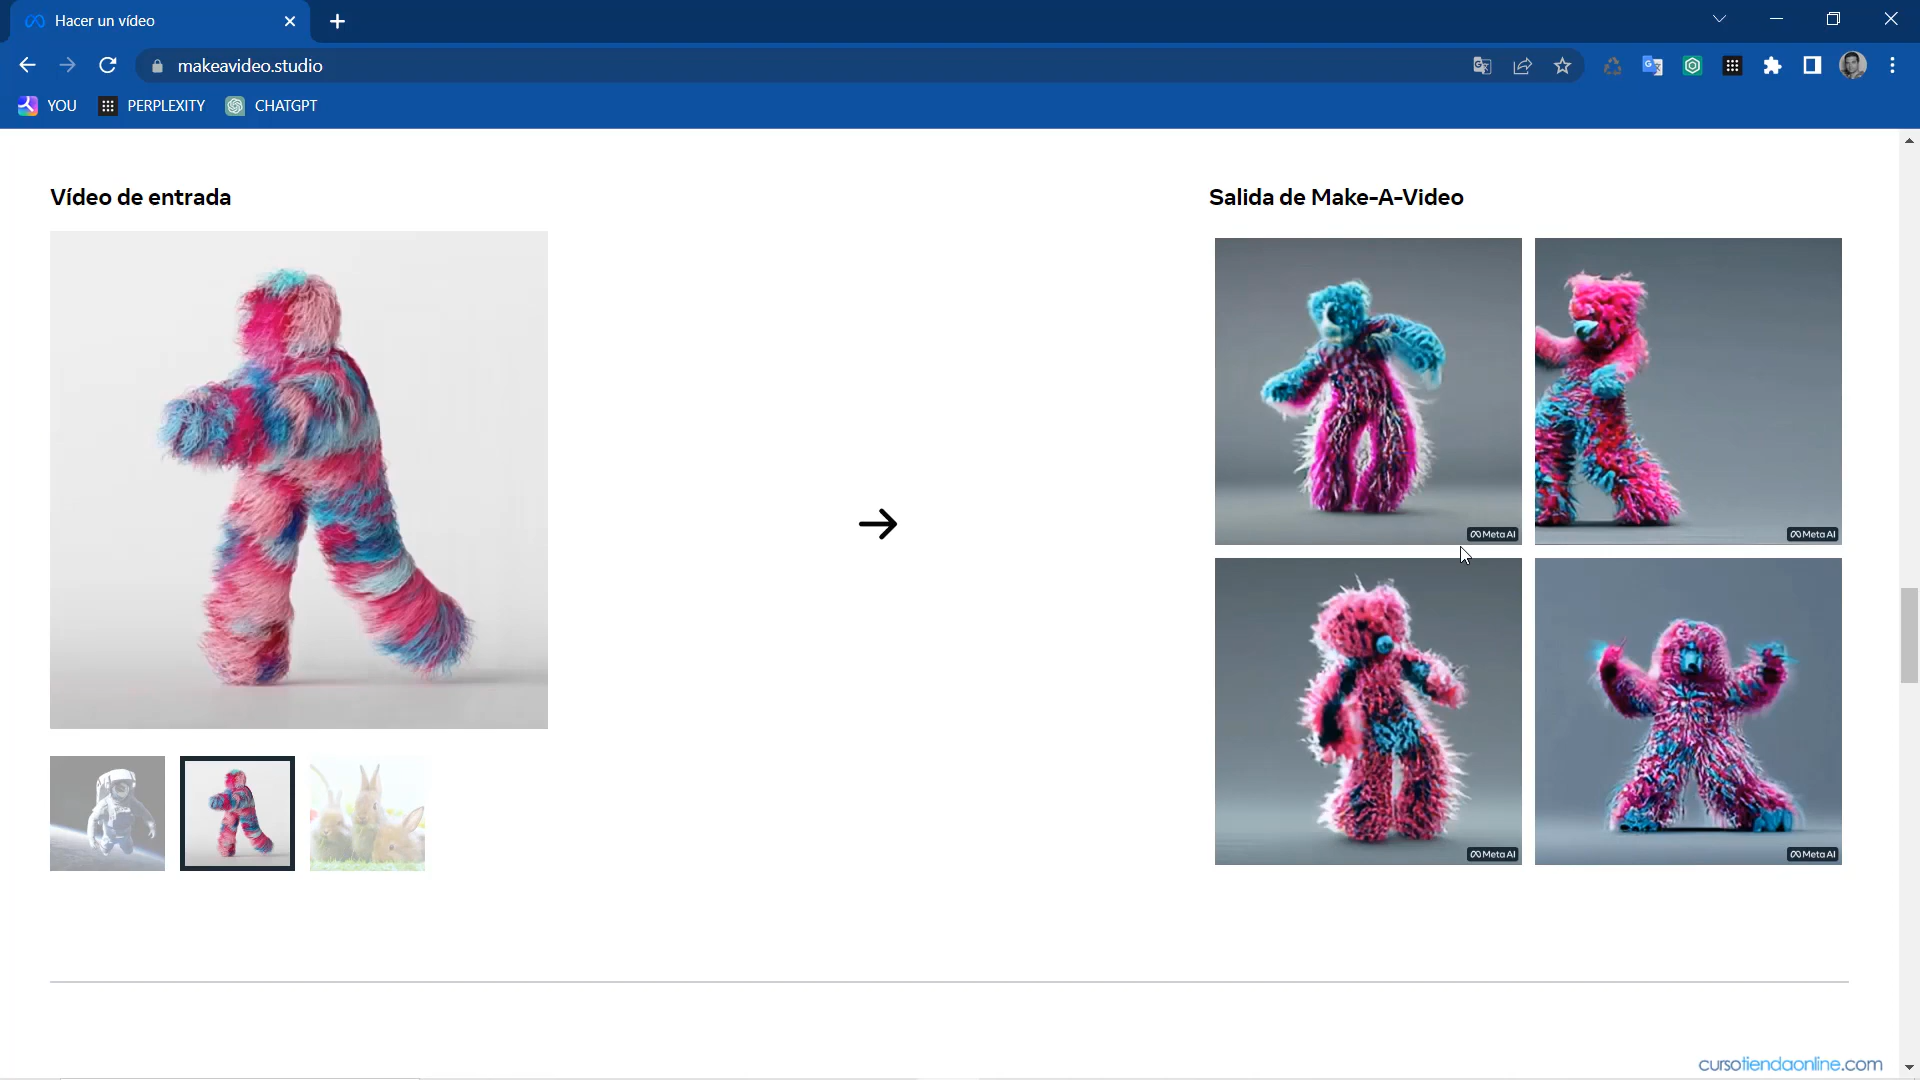 Hacer un vídeo
makeavideo.studio
YOU
PERPLEXITY
CHATGPT
Vídeo de entrada
Salida de Make-A-Video
Meta AI
Meta AI
Meta AI
Meta AI
cursotiendaonline.com